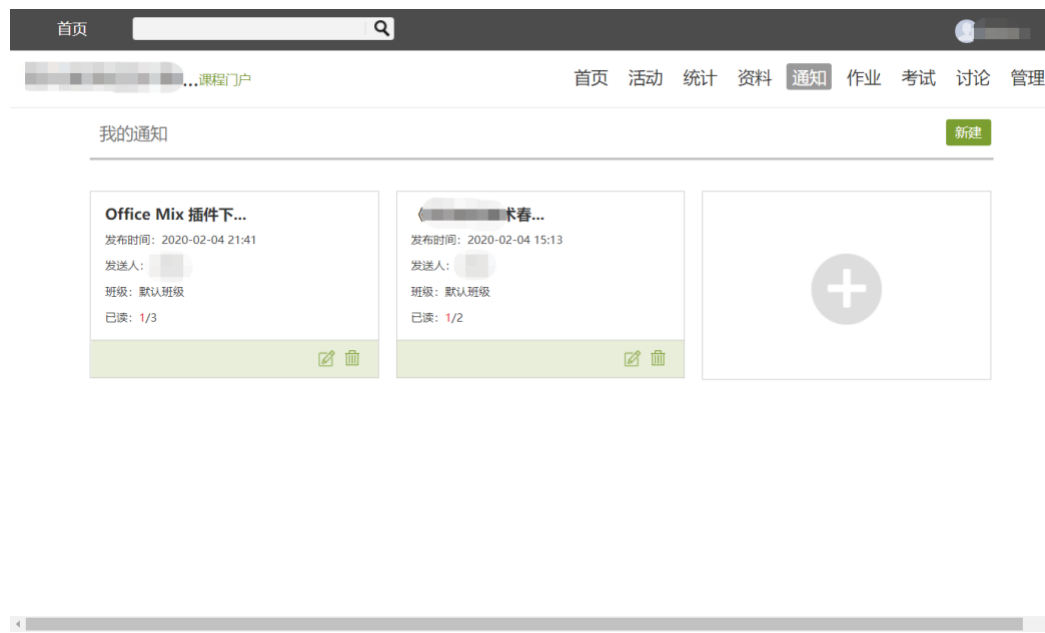 首页
...课程门户
首页 活动 统计 资料 通知 作业 考试 讨论 管理
我的通知
新建
Office Mix 插件下...
发布时间：2020-02-04 21:41
发送人：
班级：默认班级
已读：1/3
《 术春...
发布时间：2020-02-04 15:13
发送人：
班级：默认班级
已读：1/2